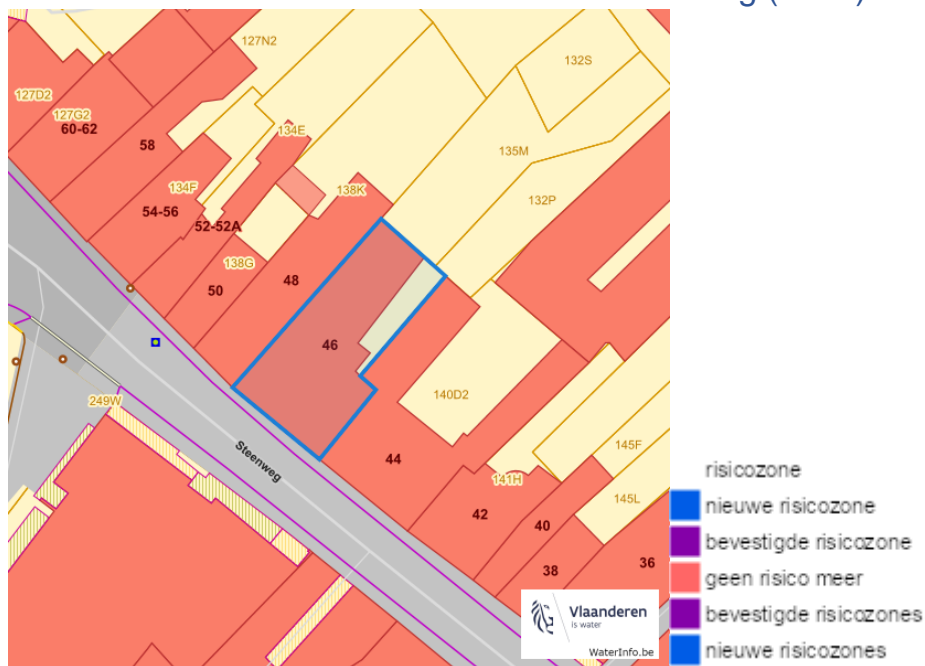 127N2
132S
127D2
127G2
60-62
58
134E
135M
134F
138K
54-56
132P
52-52A
138G
50
48
46
140D2
249W
Steenweg
44
145F
141H
145L
42
40
38
36
Vlaanderen
is water
WaterInfo.be
risicozone
nieuwe risicozone
bevestigde risicozone
geen risico meer
bevestigde risicozones
nieuwe risicozones